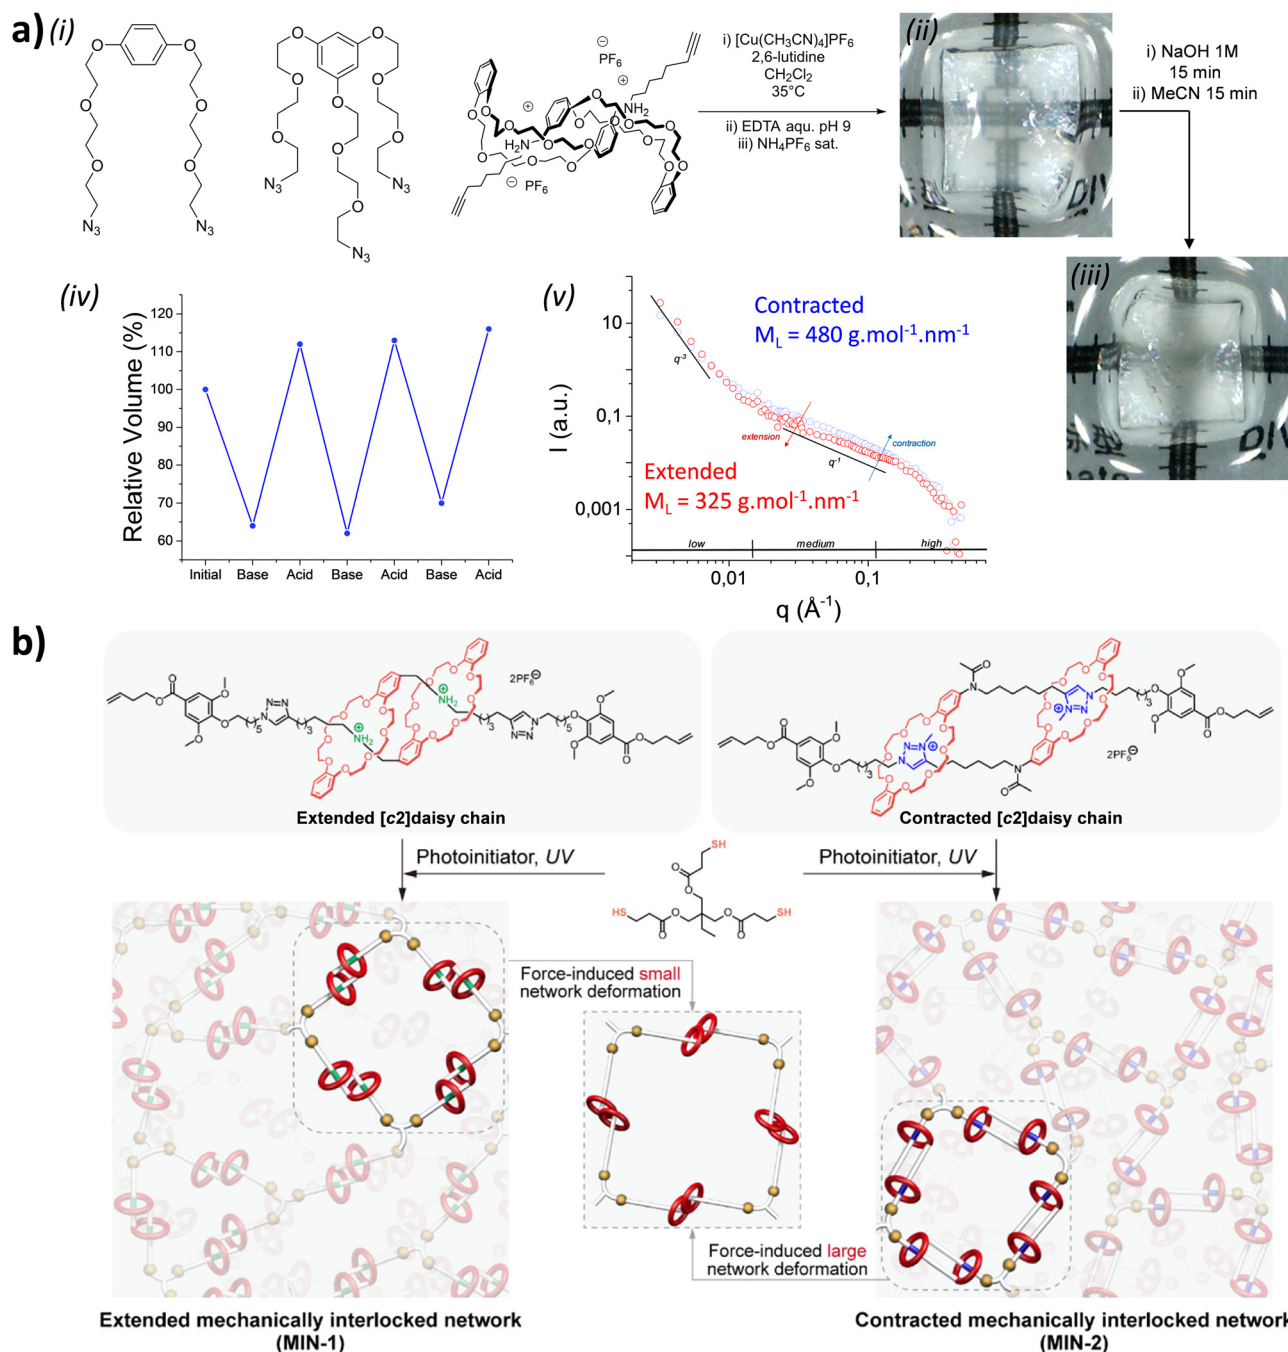 a)
(i)
O
O
O
O
O
O
N3
N3
O
O
O
O
O
O
N3
N3
N3
⊖
PF6
⊕
NH2
⊕
H2N
⊖
PF6
i) [Cu(CH3CN)4]PF6
2,6-lutidine
CH2Cl2
35°C
ii) EDTA aqu. pH 9
iii) NH4PF6 sat.
(ii)
i) NaOH 1M
15 min
ii) MeCN 15 min
(iii)
(iv)
Relative Volume (%)
120
110
100
90
80
70
60
Initial Base Acid Base Acid Base Acid
(v)
I (a.u.)
10
0,1
0,001
Contracted
ML = 480 g.mol-1.nm-1
q-3
extension
contraction
q-1
Extended
ML = 325 g.mol-1.nm-1
low medium high
0,01 0,1
q (Å-1)
b)
2PF6⊖
Extended [c2]daisy chain
2PF6⊖
Contracted [c2]daisy chain
Photoinitiator, UV
Photoinitiator, UV
SH
HS
SH
Force-induced small
network deformation
Force-induced large
network deformation
Extended mechanically interlocked network
(MIN-1)
Contracted mechanically interlocked network
(MIN-2)